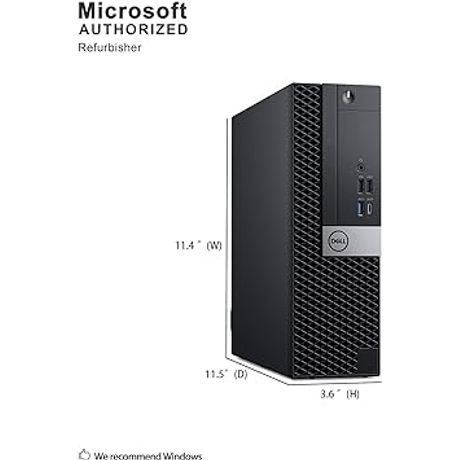 Microsoft
AUTHORIZED
Refurbisher
DELL
11.4 " (W)
11.5" (D)
3.6 " (H)
We recommend Windows